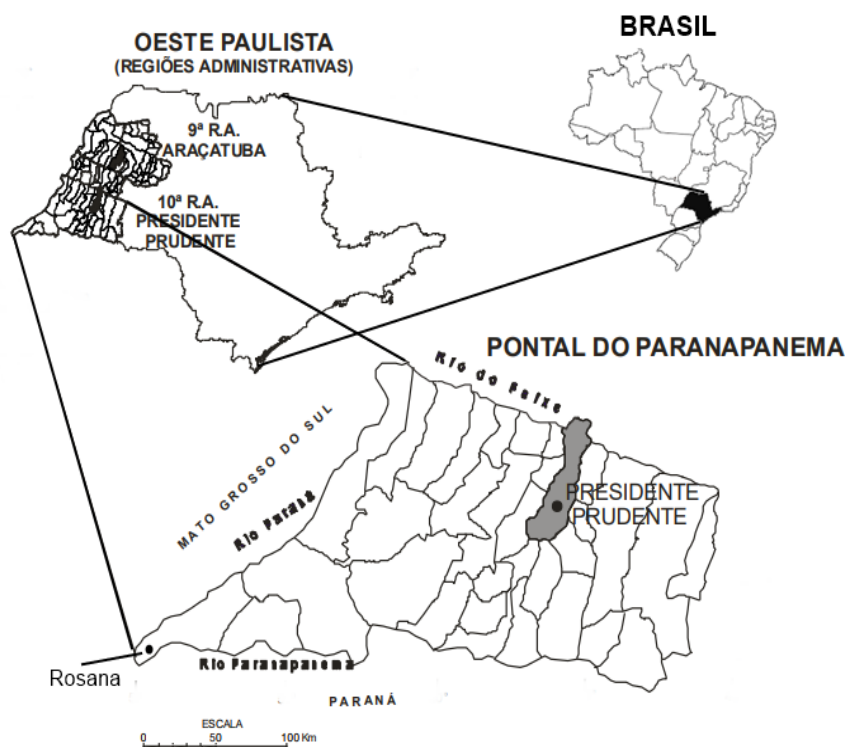 BRASIL
OESTE PAULISTA
(REGIÕES ADMINISTRATIVAS)
9ª R.A.
ARAÇATUBA
10ª R.A.
PRESIDENTE
PRUDENTE
PONTAL DO PARANAPANEMA
Rio do Peixe
MATO GROSSO DO SUL
Rio Paraná
PRESIDENTE
PRUDENTE
Rosana
Rio Paranapanema
PARANÁ
ESCALA
0 50 100 Km